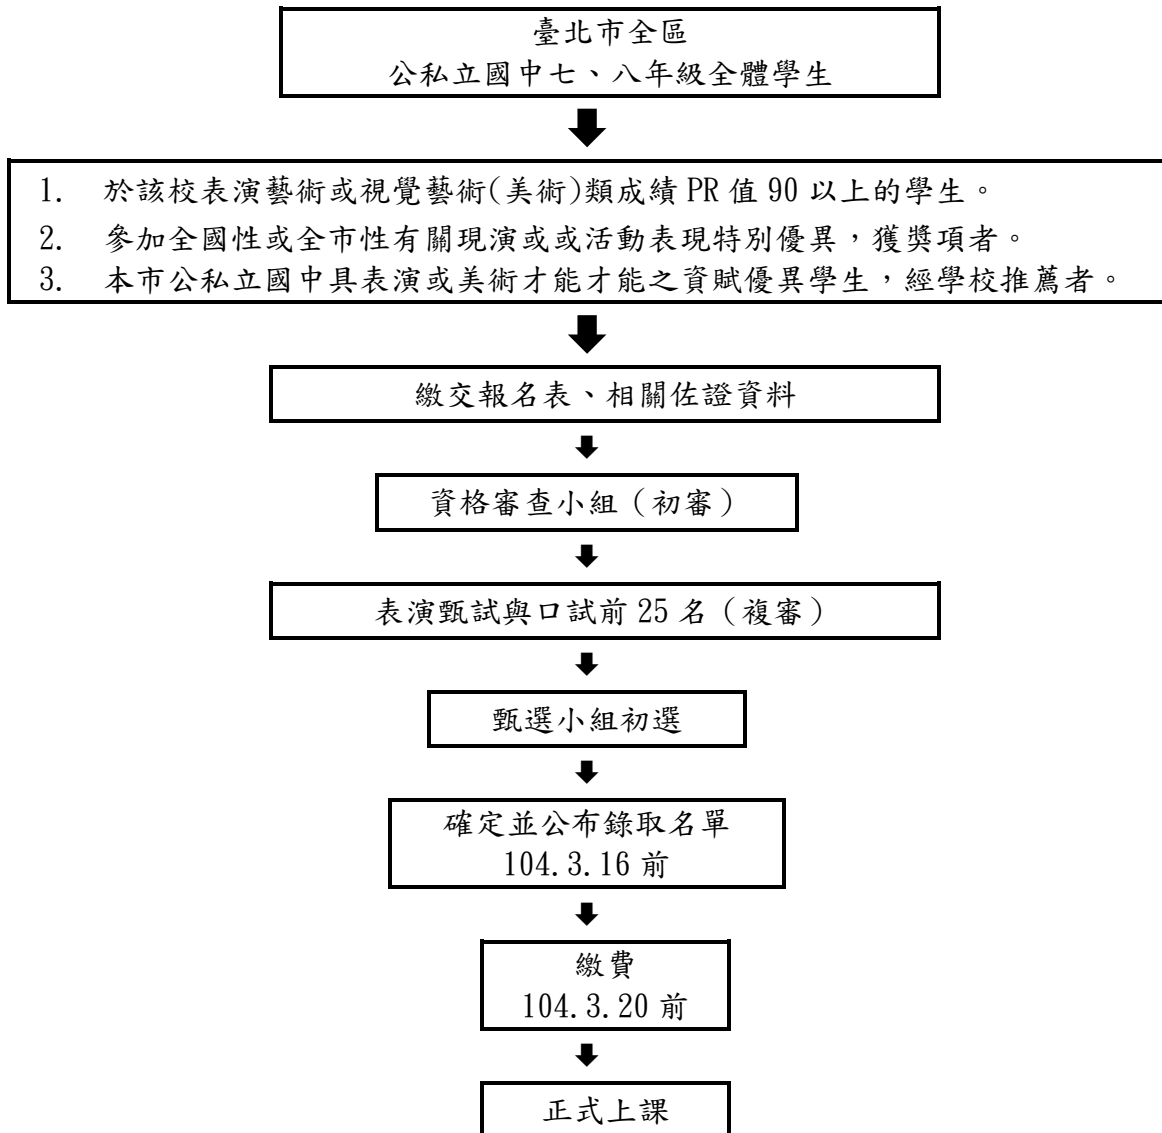 臺北市全區
公私立國中七、八年級全體學生
1. 於該校表演藝術或視覺藝術(美術)類成績 PR 值 90 以上的學生。
2. 參加全國性或全市性有關現演或或活動表現特別優異，獲獎項者。
3. 本市公私立國中具表演或美術才能才能之資賦優異學生，經學校推薦者。
繳交報名表、相關佐證資料
資格審查小組（初審）
表演甄試與口試前 25 名（複審）
甄選小組初選
確定並公布錄取名單
104.3.16 前
繳費
104.3.20 前
正式上課